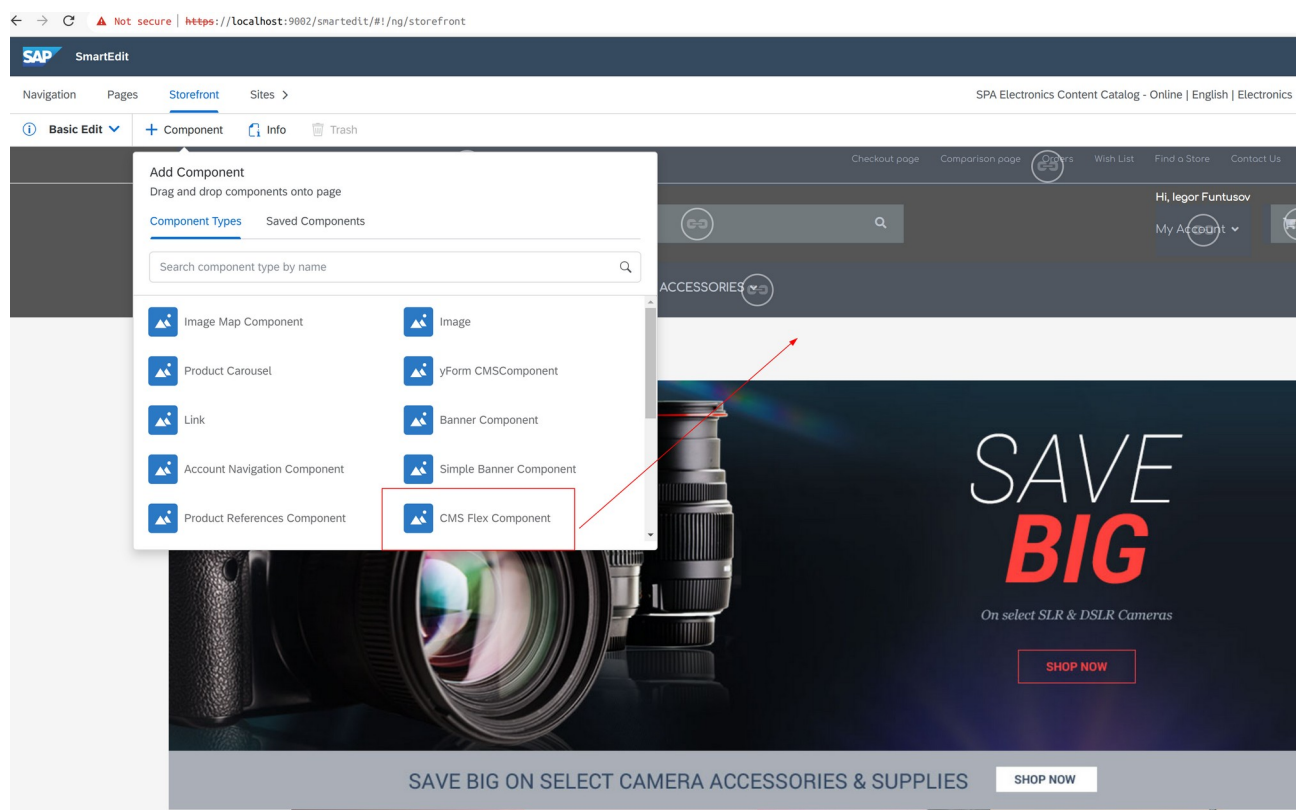 Not secure | https://localhost:9002/smartedit/#!/ng/storefront
SAP SmartEdit
Navigation Pages Storefront Sites >
SPA Electronics Content Catalog - Online | English | Electronics
Basic Edit + Component Info Trash
Checkout page Comparison page Orders Wish List Find a Store Contact Us
Add Component
Drag and drop components onto page
Hi, Iegor Funtusov
Component Types Saved Components
My Account
Search component type by name
ACCESSORIES
Image Map Component Image
Product Carousel yForm CMSComponent
Link Banner Component
Account Navigation Component Simple Banner Component
Product References Component CMS Flex Component
SAVE
BIG
On select SLR & DSLR Cameras
SHOP NOW
SAVE BIG ON SELECT CAMERA ACCESSORIES & SUPPLIES SHOP NOW